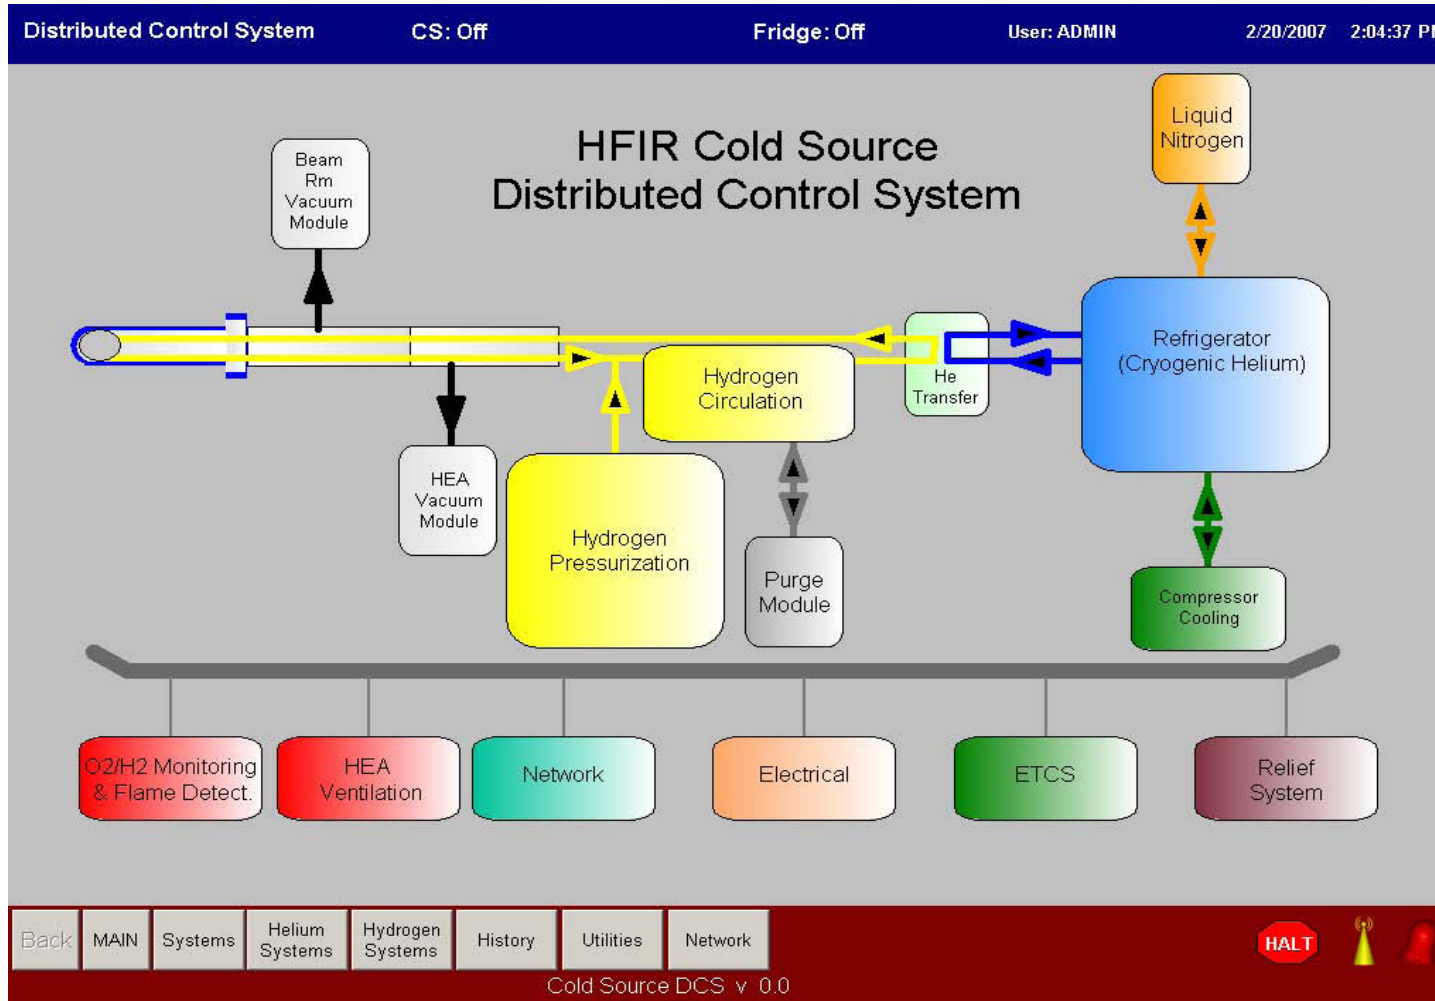 Distributed Control System CS: Off Fridge: Off User: ADMIN 2/20/2007 2:04:37 PM
HFIR Cold Source
Distributed Control System
Beam
Rm
Vacuum
Module
Liquid
Nitrogen
Refrigerator
(Cryogenic Helium)
He
Transfer
Hydrogen
Circulation
HEA
Vacuum
Module
Hydrogen
Pressurization
Purge
Module
Compressor
Cooling
O2/H2 Monitoring
& Flame Detect.
HEA
Ventilation
Network
Electrical
ETCS
Relief
System
Back
MAIN
Systems
Helium
Systems
Hydrogen
Systems
History
Utilities
Network
HALT
Cold Source DCS v 0.0